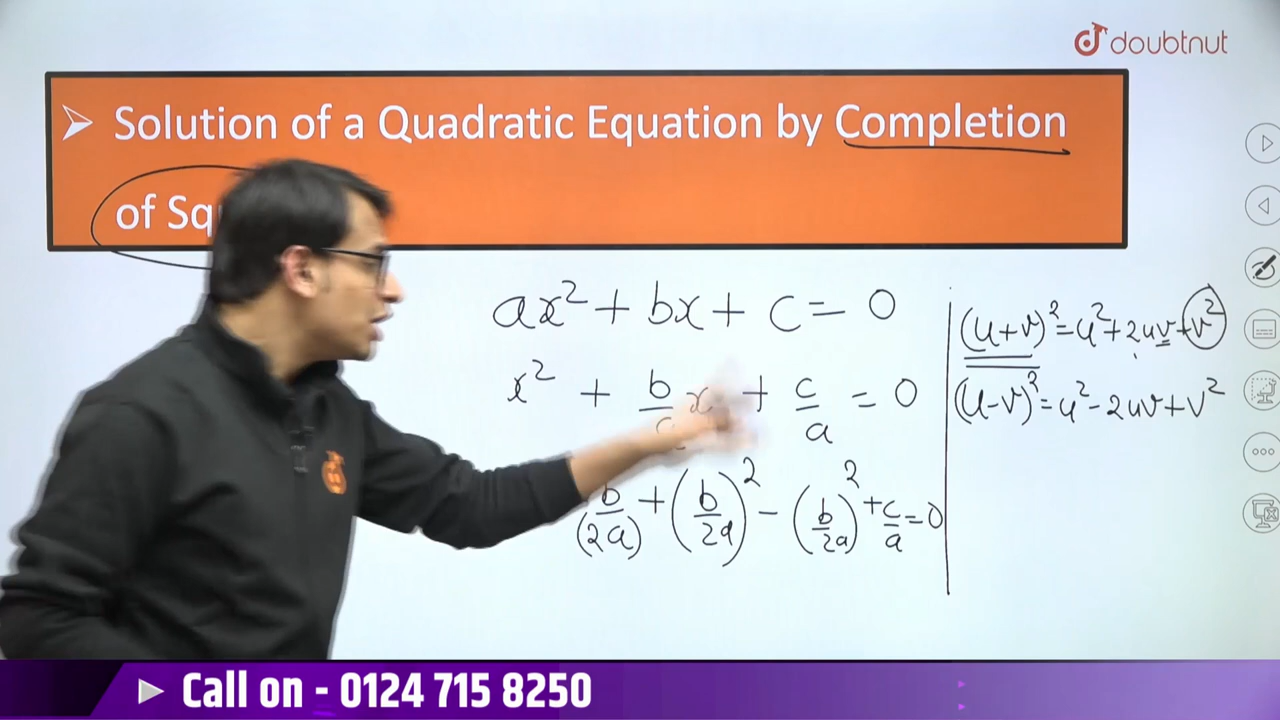 doubtnut
➢ Solution of a Quadratic Equation by Completion
of Sq
ax² + bx + c = 0
x² + b/a x + c/a = 0
b/(2a) + (b/2a)² - (b/2a)² + c/a = 0
(u+v)² = u² + 2uv + v²
(u-v)² = u² - 2uv + v²
Call on - 0124 715 8250